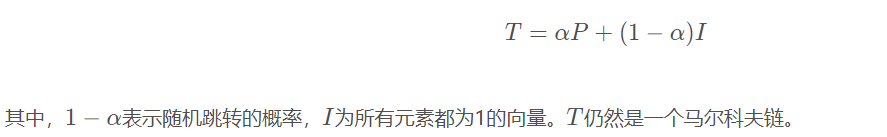 T = αP + (1 − α)I
其中，1 − α表示随机跳转的概率，I为所有元素都为1的向量。T仍然是一个马尔科夫链。